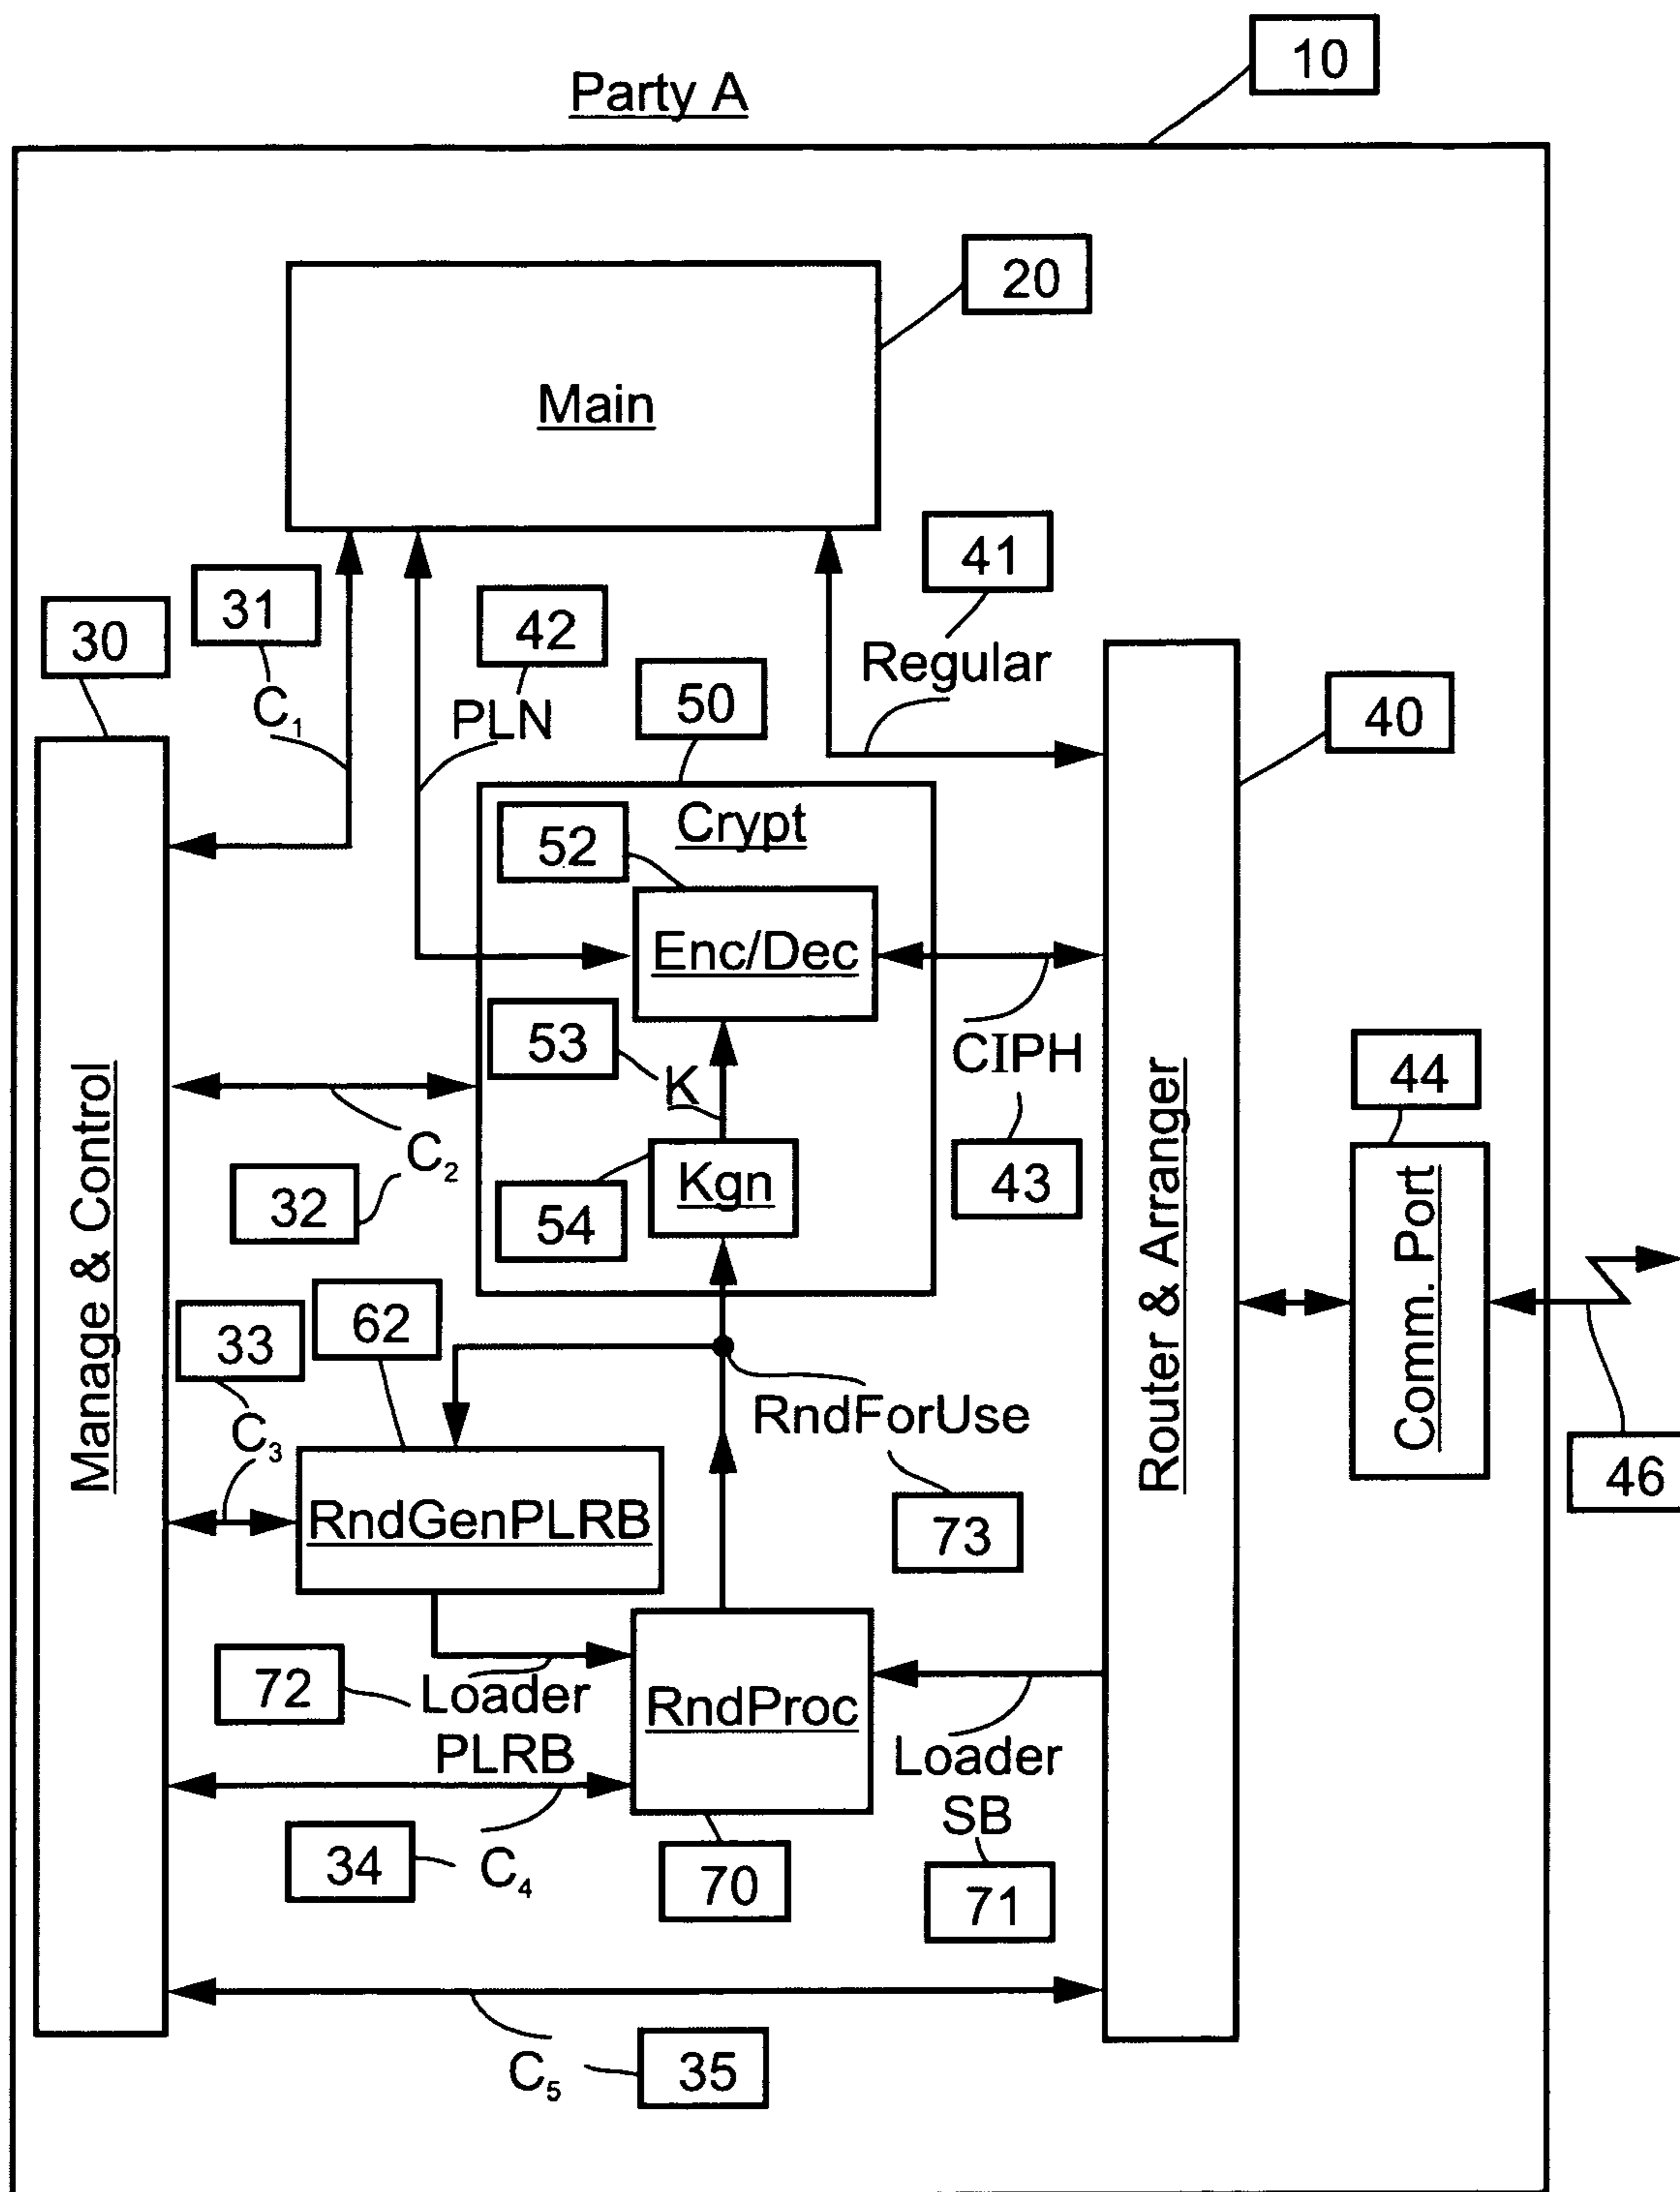 10
Party A
20
Main
41
31
42
30
Regular
50
C₁
PLN
40
Crypt
52
Enc/Dec
53
CIPH
44
K
Manage & Control
C₂
Router & Arranger
Kgn
43
32
54
Comm. Port
62
33
RndForUse
C₃
46
RndGenPLRB
73
72
Loader
PLRB
RndProc
Loader
SB
34
C₄
70
71
C₅
35